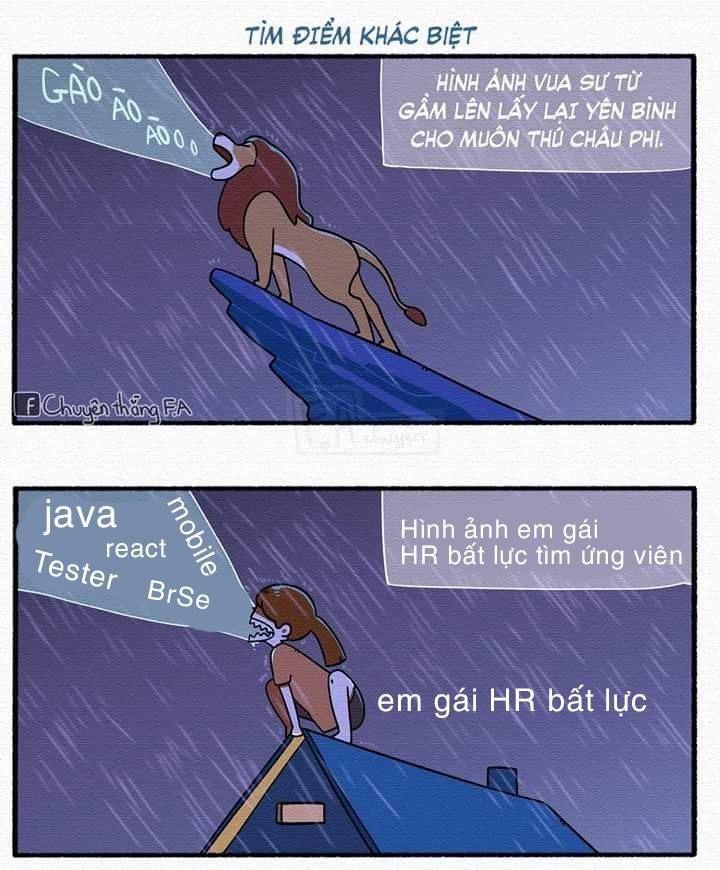 TÌM ĐIỂM KHÁC BIỆT
GÀO ÀO ÀOOO
HÌNH ẢNH VUA SƯ TỬ
GẦM LÊN LẤY LẠI YÊN BÌNH
CHO MUÔN THÚ CHÂU PHI.
f Chuyện thằng F.A
java
mobile
react
Tester
BrSe
Hình ảnh em gái
HR bất lực tìm ứng viên
em gái HR bất lực